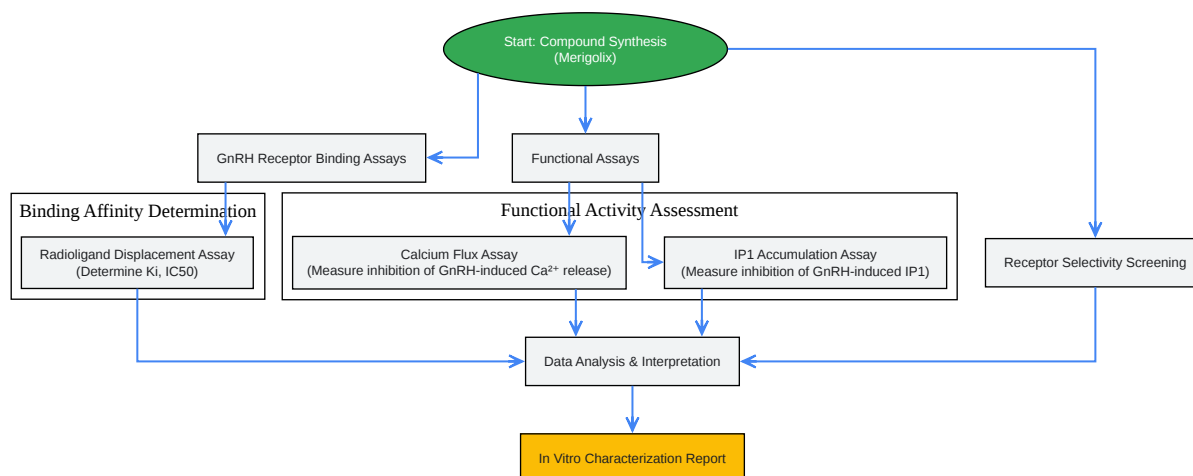 Start: Compound Synthesis
(Merigolix)
GnRH Receptor Binding Assays
Functional Assays
Binding Affinity Determination
Functional Activity Assessment
Radioligand Displacement Assay
(Determine Ki, IC50)
Calcium Flux Assay
(Measure inhibition of GnRH-induced Ca²⁺ release)
IP1 Accumulation Assay
(Measure inhibition of GnRH-induced IP1)
Receptor Selectivity Screening
Data Analysis & Interpretation
In Vitro Characterization Report